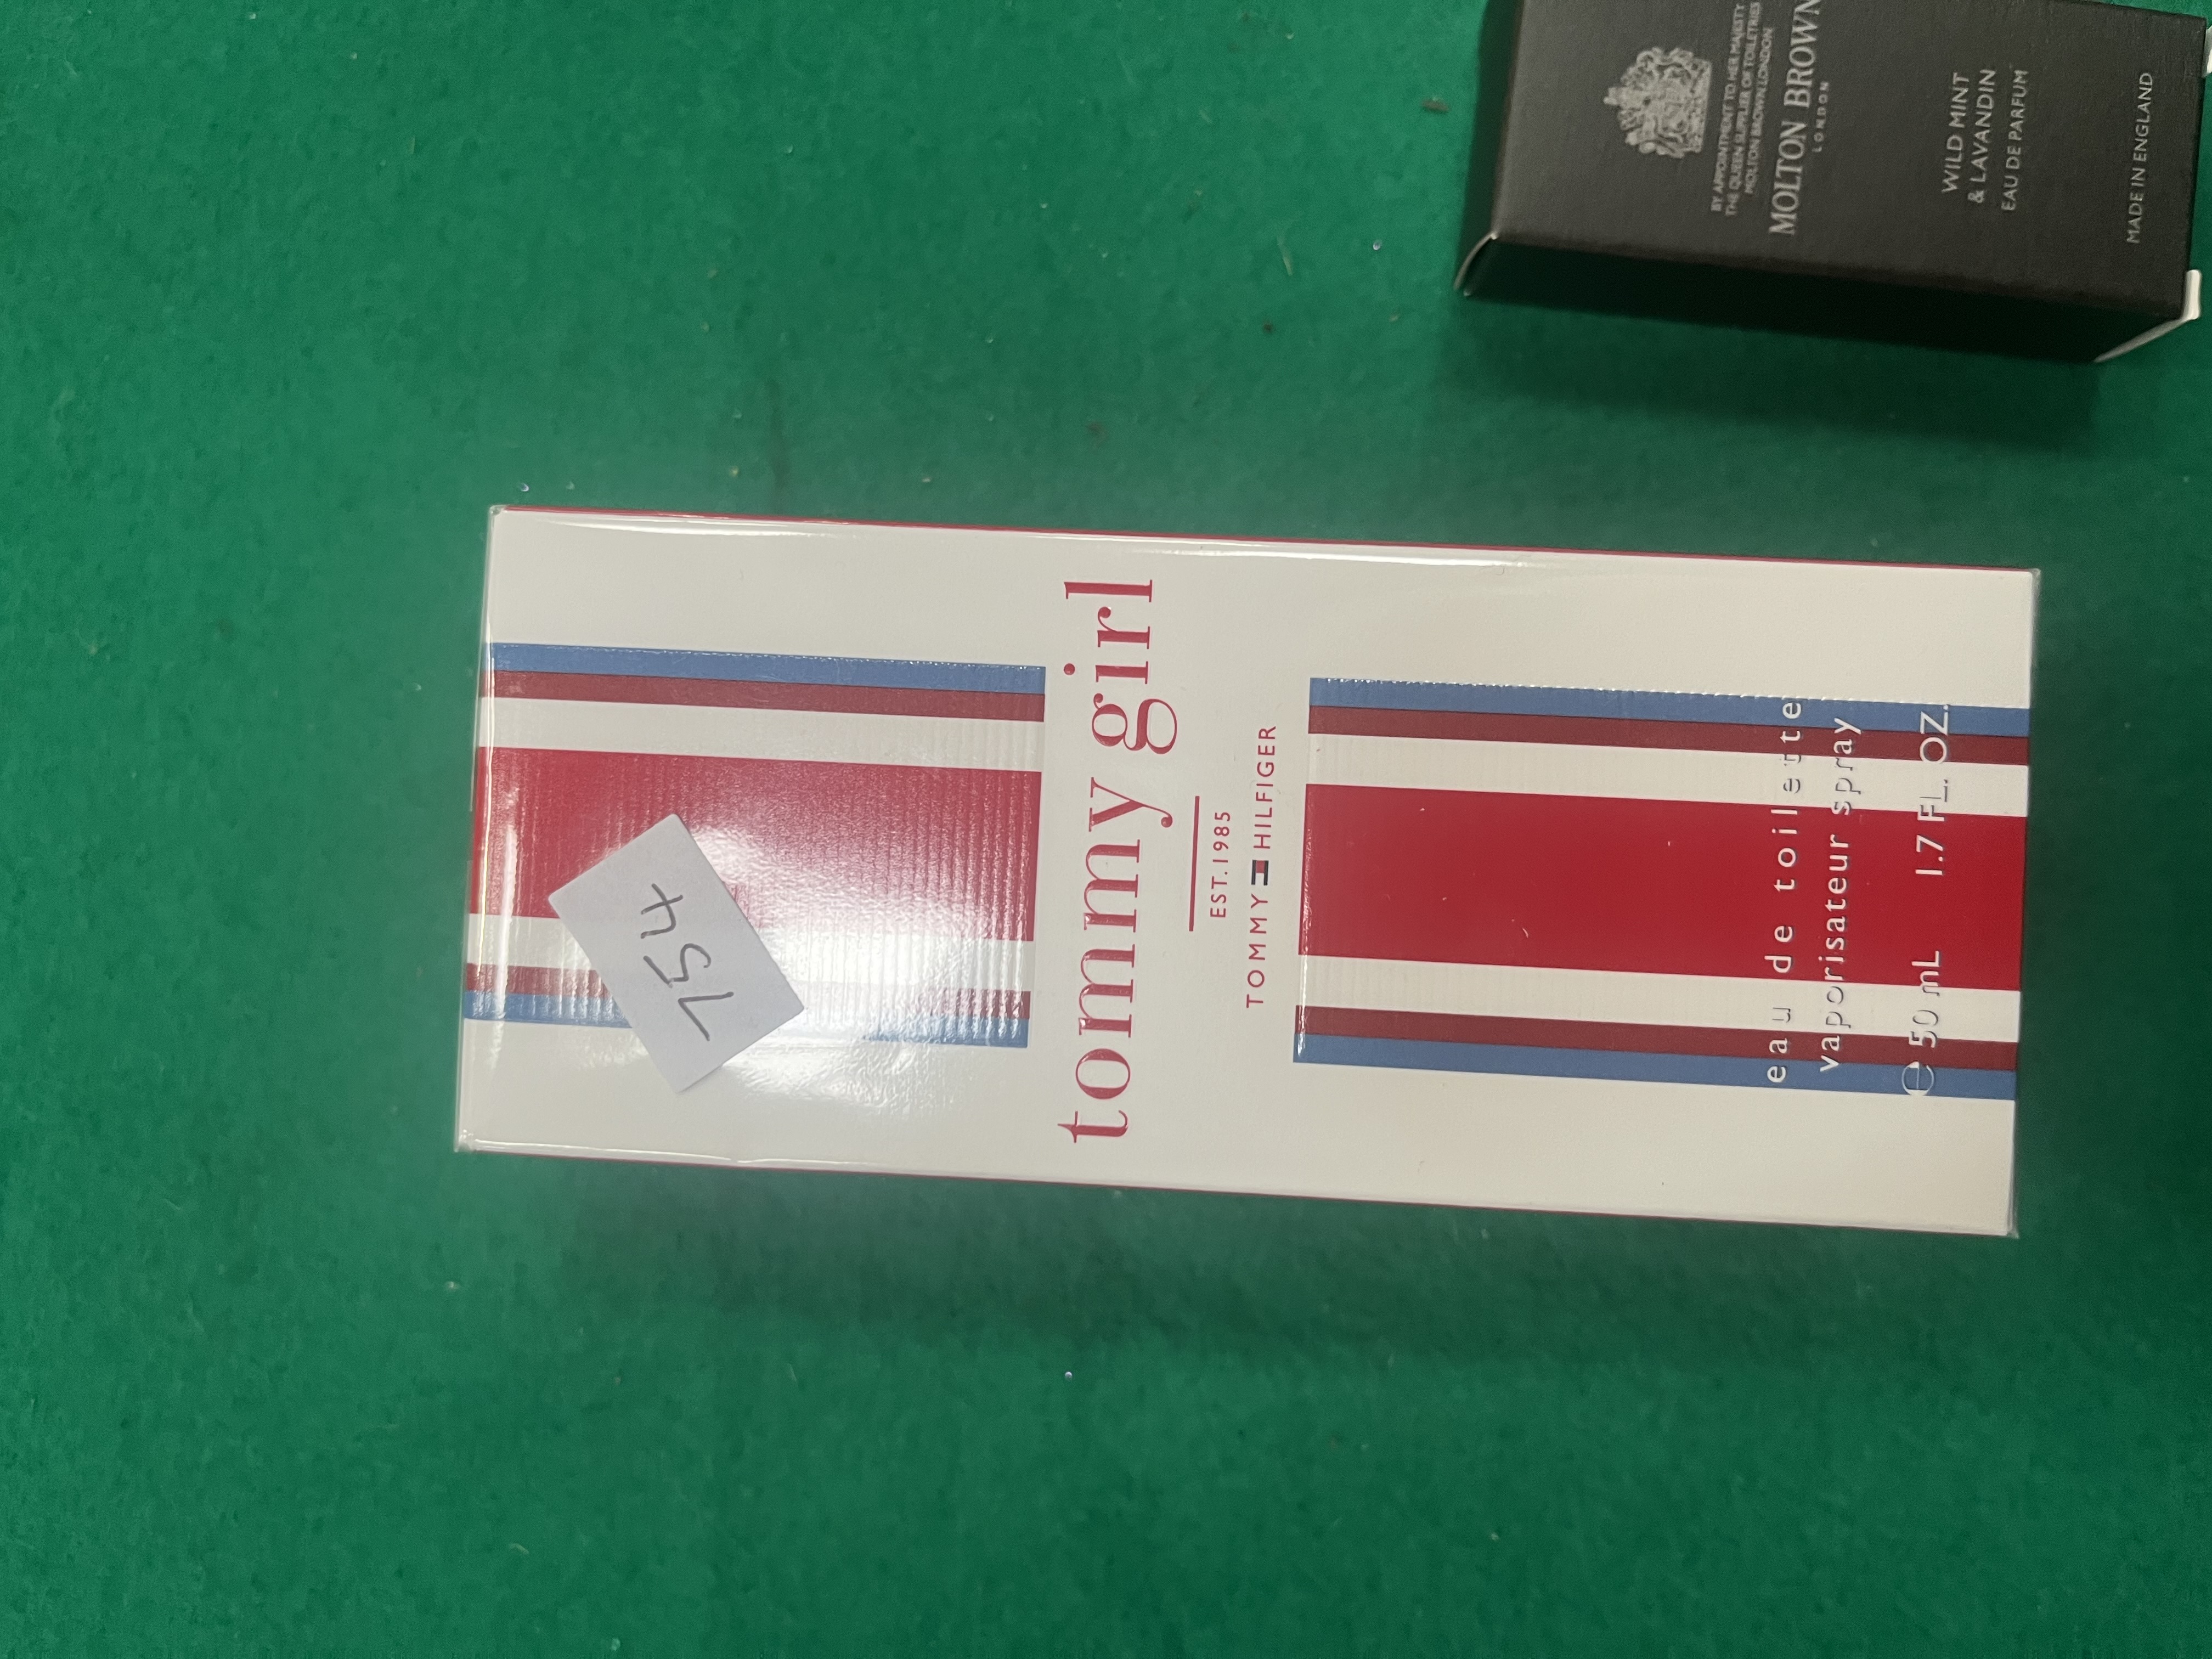 754
tommy girl
EST. 1985
TOMMY HILFIGER
eau de toilette
vaporisateur spray
℮ 50 mL 1.7 FL. OZ.
BY APPOINTMENT TO HER MAJESTY
THE QUEEN SUPPLIER OF TOILETRIES
MOLTON BROWN LONDON
MOLTON BROWN
LONDON
WILD MINT
& LAVANDIN
EAU DE PARFUM
MADE IN ENGLAND